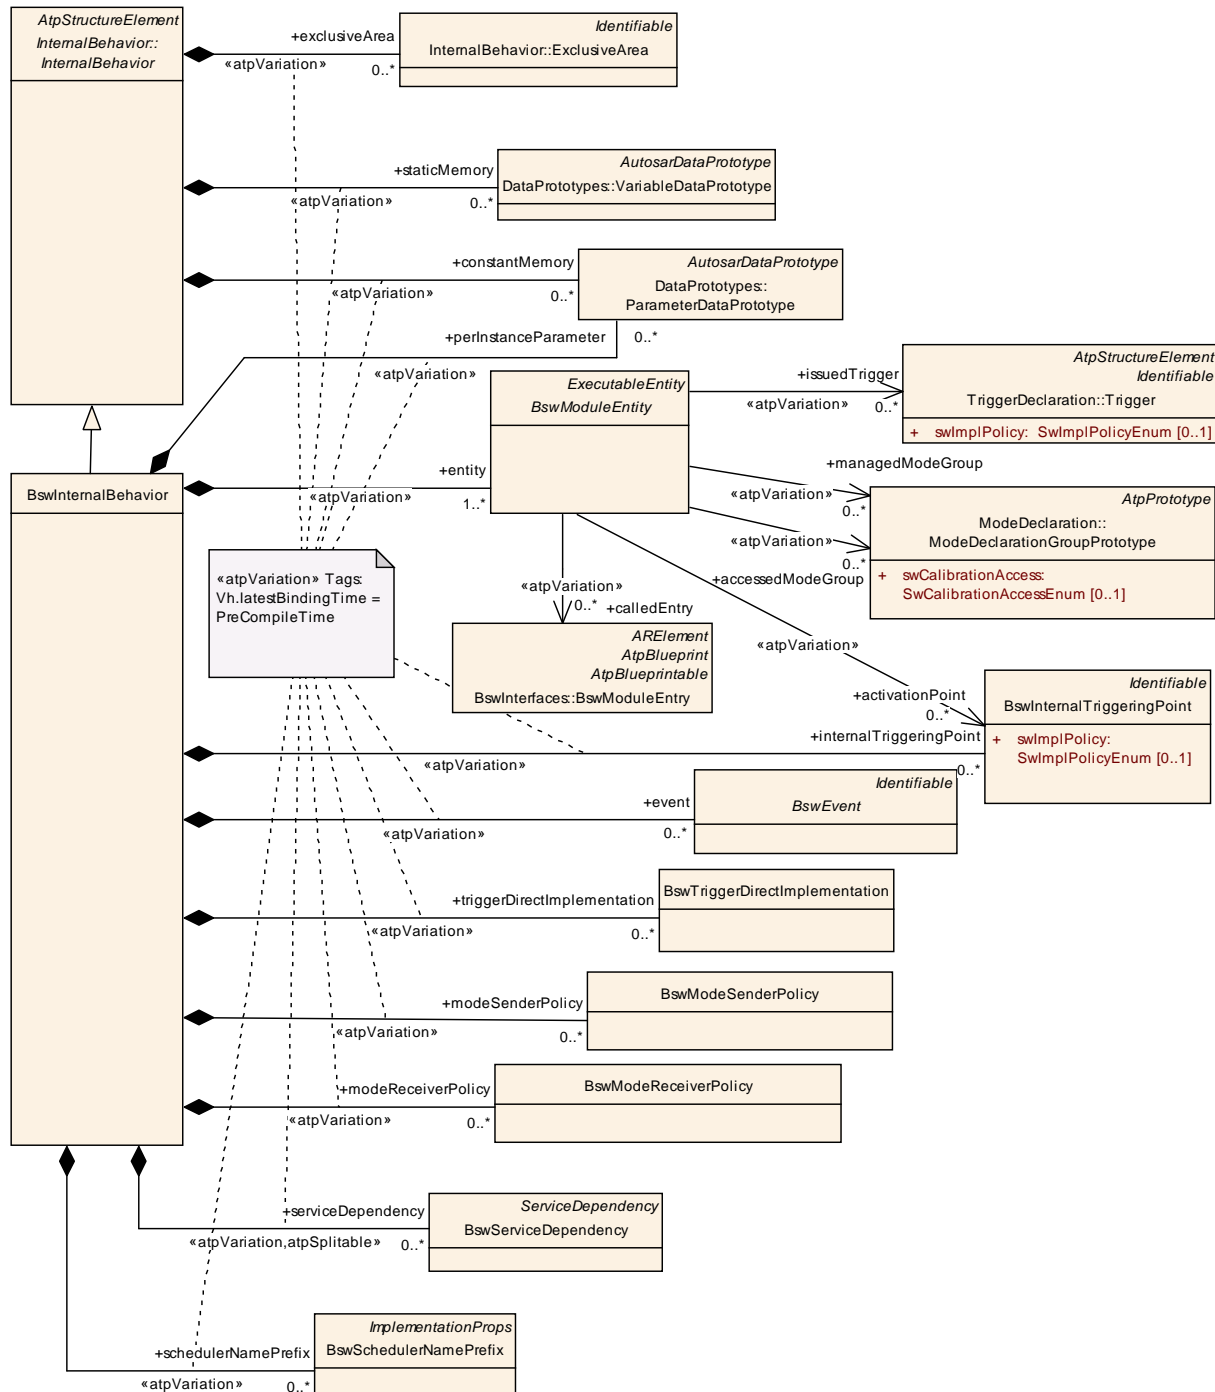 AtpStructureElement
InternalBehavior::
InternalBehavior
+exclusiveArea
«atpVariation»
0..*
Identifiable
InternalBehavior::ExclusiveArea
+staticMemory
«atpVariation»
0..*
AutosarDataPrototype
DataPrototypes::VariableDataPrototype
+constantMemory
«atpVariation»
0..*
AutosarDataPrototype
DataPrototypes::
ParameterDataPrototype
+perInstanceParameter
0..*
«atpVariation»
ExecutableEntity
BswModuleEntity
+issuedTrigger
«atpVariation»
0..*
AtpStructureElement
Identifiable
TriggerDeclaration::Trigger
+ swImplPolicy: SwImplPolicyEnum [0..1]
BswInternalBehavior
+entity
«atpVariation»
1..*
+managedModeGroup
«atpVariation»
0..*
«atpVariation»
0..*
+accessedModeGroup
AtpPrototype
ModeDeclaration::
ModeDeclarationGroupPrototype
+ swCalibrationAccess:
SwCalibrationAccessEnum [0..1]
«atpVariation» Tags:
Vh.latestBindingTime =
PreCompileTime
«atpVariation»
0..*
+calledEntry
ARElement
AtpBlueprint
AtpBlueprintable
BswInterfaces::BswModuleEntry
«atpVariation»
+activationPoint
0..*
Identifiable
BswInternalTriggeringPoint
+ swImplPolicy:
SwImplPolicyEnum [0..1]
+internalTriggeringPoint
«atpVariation»
0..*
+event
«atpVariation»
0..*
Identifiable
BswEvent
+triggerDirectImplementation
«atpVariation»
0..*
BswTriggerDirectImplementation
+modeSenderPolicy
«atpVariation»
0..*
BswModeSenderPolicy
+modeReceiverPolicy
«atpVariation»
0..*
BswModeReceiverPolicy
+serviceDependency
«atpVariation,atpSplitable»
0..*
ServiceDependency
BswServiceDependency
+schedulerNamePrefix
«atpVariation»
0..*
ImplementationProps
BswSchedulerNamePrefix